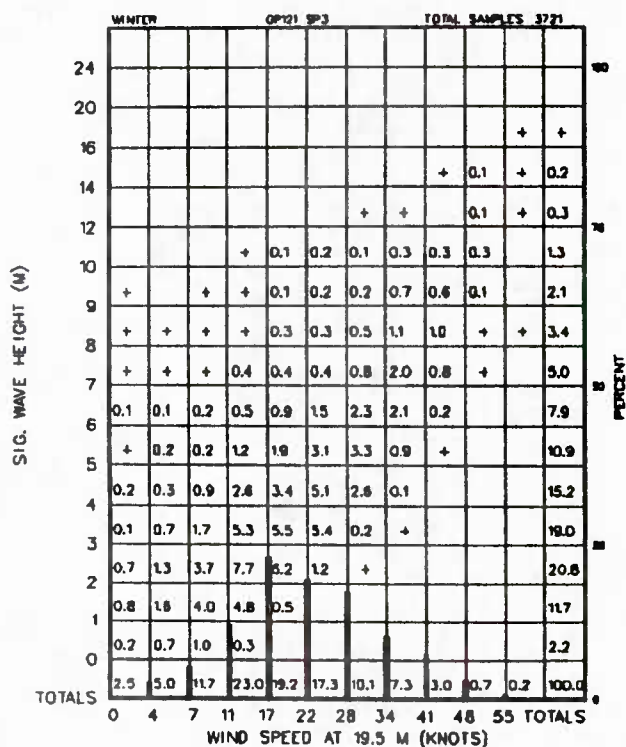 WINTER GP121 SP3 TOTAL SAMPLES 3721
24
20
+ +
16
+ 0.1 + 0.2
14
+ + 0.1 + 0.3
12
+ 0.1 0.2 0.1 0.3 0.3 0.3 1.3
10
+ + + 0.1 0.2 0.2 0.7 0.6 0.1 2.1
9
+ + + + 0.3 0.3 0.5 1.1 1.0 + + 3.4
8
+ + + 0.4 0.4 0.4 0.8 2.0 0.8 + 5.0
7
0.1 0.1 0.2 0.5 0.9 1.5 2.3 2.1 0.2 7.9
6
+ 0.2 0.2 1.2 1.9 3.1 3.3 0.9 + 10.9
5
0.2 0.3 0.9 2.6 3.4 5.1 2.6 0.1 15.2
4
0.1 0.7 1.7 5.3 5.5 5.4 0.2 + 19.0
3
0.7 1.3 3.7 7.7 6.2 1.2 + 20.8
2
0.8 1.6 4.0 4.8 0.5 11.7
1
0.2 0.7 1.0 0.3 2.2
0
2.5 5.0 11.7 23.0 19.2 17.3 10.1 7.3 3.0 0.7 0.2 100.0
TOTALS
0 4 7 11 17 22 28 34 41 48 55 TOTALS
WIND SPEED AT 19.5 M (KNOTS)
SIG. WAVE HEIGHT (M)
PERCENT